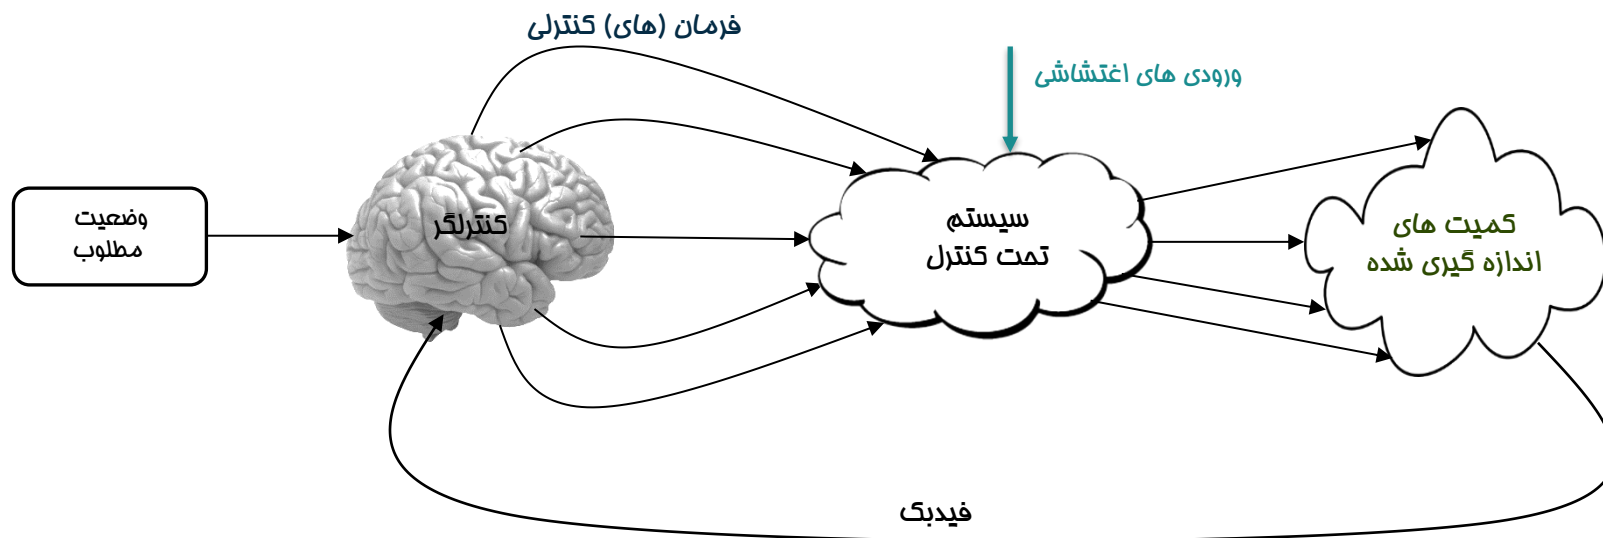 فرمان (های) کنترلی
ورودی های اغتشاشی
وضعیت
مطلوب
کنترلگر
سیستم
تحت کنترل
کمیت های
اندازه گیری شده
فیدبک